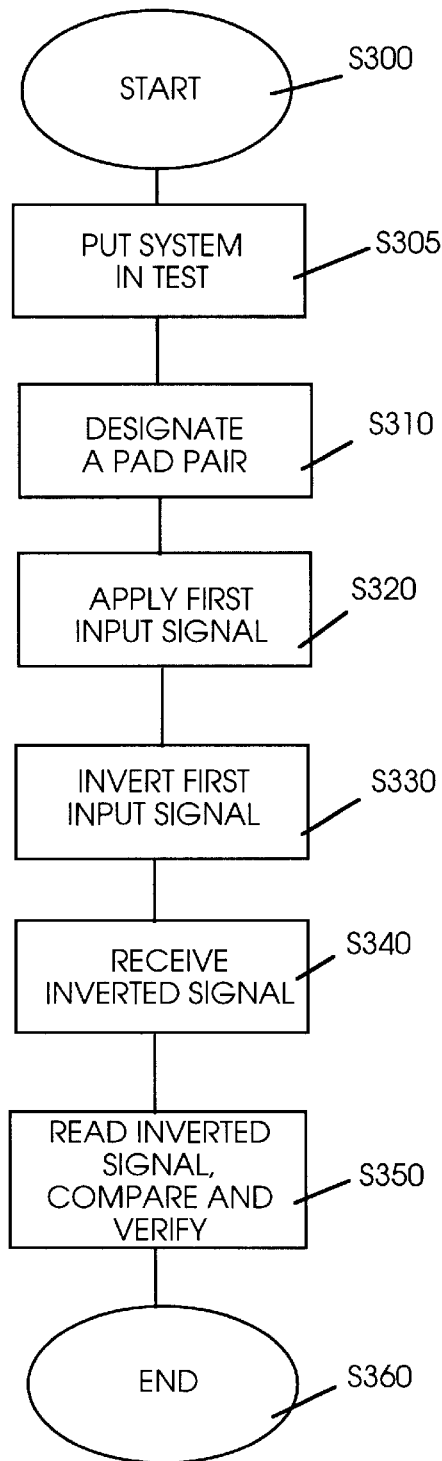 START
S300
PUT SYSTEM
IN TEST
S305
DESIGNATE
A PAD PAIR
S310
APPLY FIRST
INPUT SIGNAL
S320
INVERT FIRST
INPUT SIGNAL
S330
RECEIVE
INVERTED SIGNAL
S340
READ INVERTED
SIGNAL,
COMPARE AND
VERIFY
S350
END
S360